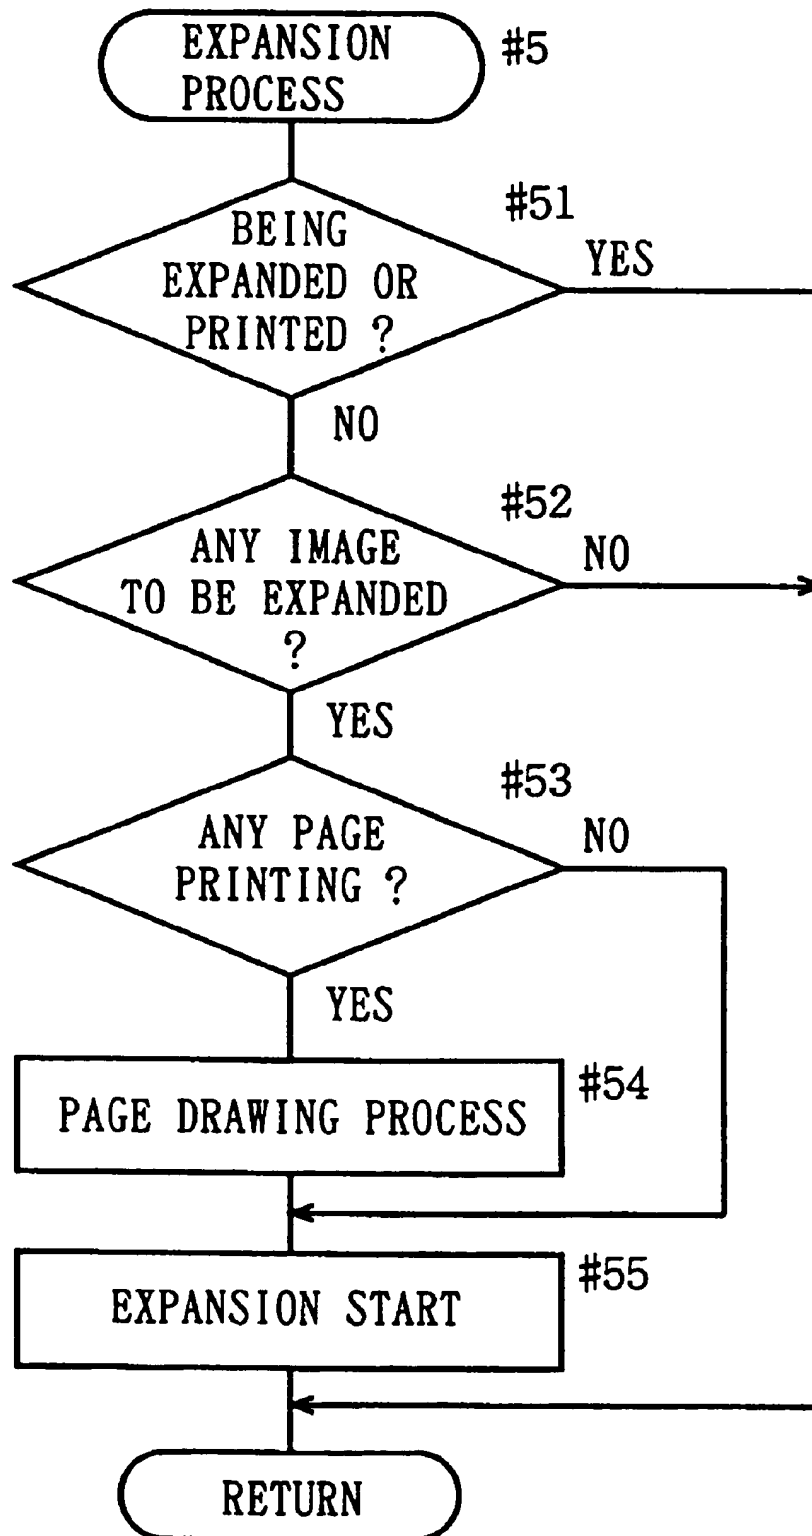 EXPANSION
PROCESS
#5
#51
BEING
EXPANDED OR
PRINTED ?
YES
NO
#52
ANY IMAGE
TO BE EXPANDED
?
NO
YES
#53
ANY PAGE
PRINTING ?
NO
YES
#54
PAGE DRAWING PROCESS
#55
EXPANSION START
RETURN